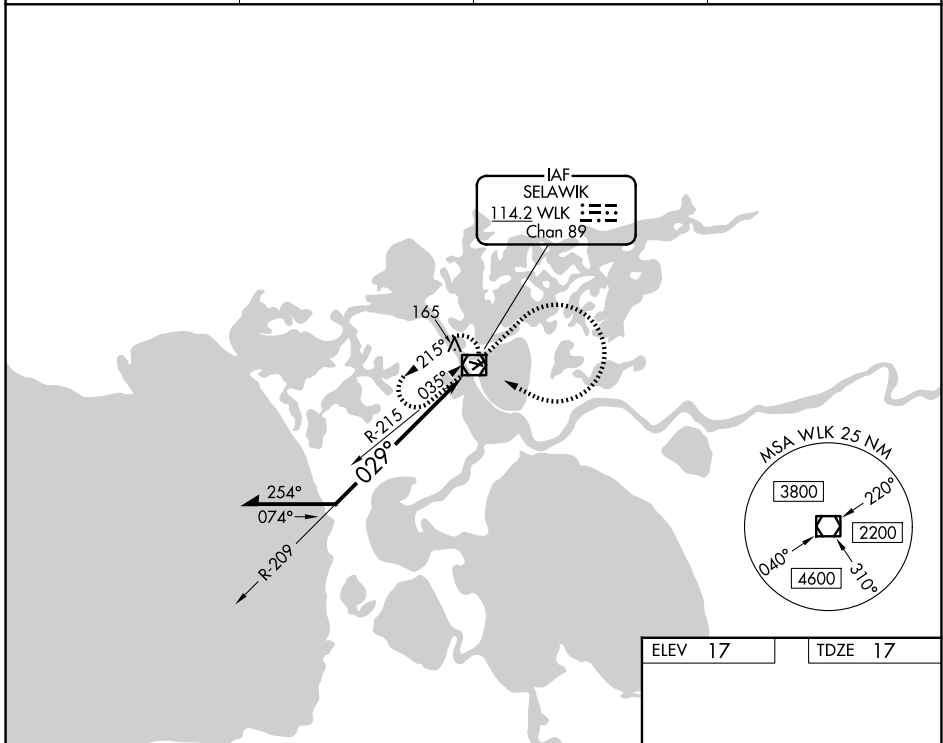 IAF
SELAWIK
114.2 WLK
Chan 89
165
215°
035°
R-215
029°
254°
074°
R-209
MSA WLK 25 NM
3800
220°
2200
040°
4600
310°
ELEV 17
TDZE 17